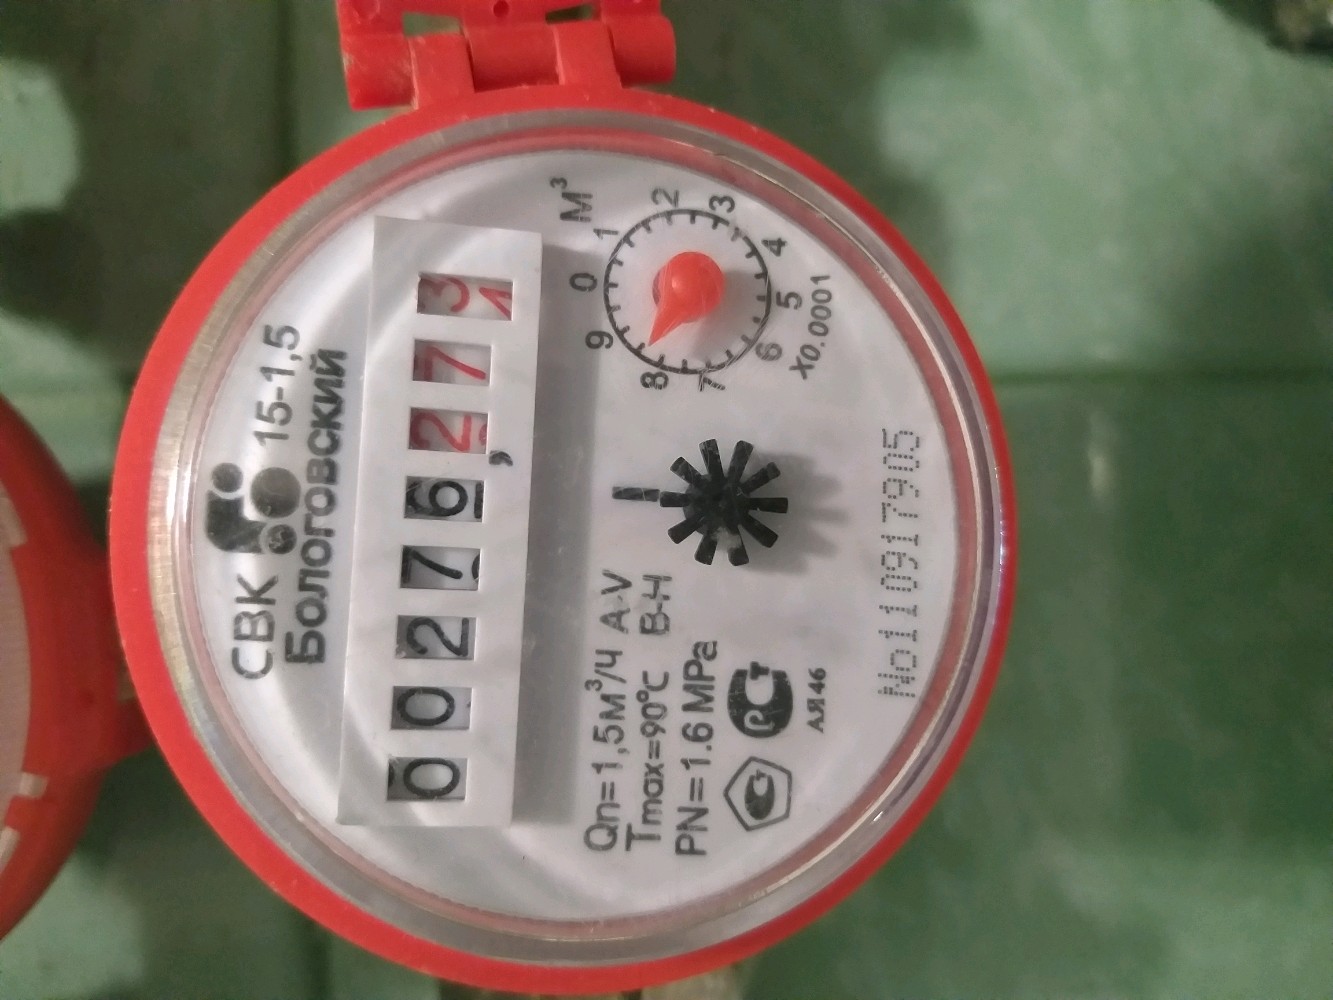 СВК 15-1,5
Бологовский
00276,273
Qn=1,5м³/ч A-V
Tmax=90°C B-H
PN=1.6 MPa
РСТ
АЯ46
М³
0 1 2 3 4 5 6 7 8 9
X0.0001
No110917905